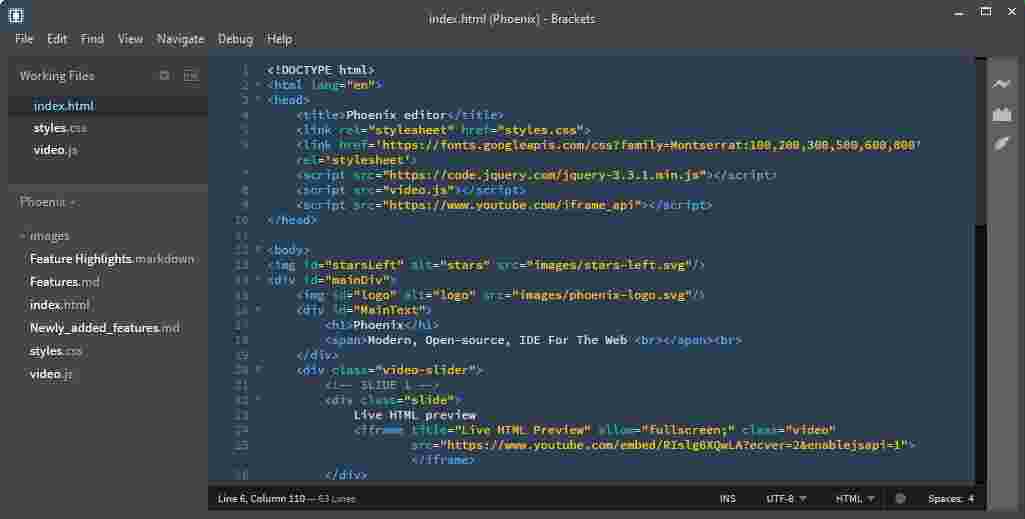 index.html (Phoenix) - Brackets
File Edit Find View Navigate Debug Help
Working Files
index.html
styles.css
video.js
Phoenix
images
Feature Highlights.markdown
Features.md
index.html
Newly_added_features.md
styles.css
video.js
1 <!DOCTYPE html>
2 <html lang="en">
3 <head>
4 <title>Phoenix editor</title>
5 <link rel="stylesheet" href="styles.css">
6 <link href='https://fonts.googleapis.com/css?family=Montserrat:100,200,300,500,600,800'
rel='stylesheet'>
7 <script src="https://code.jquery.com/jquery-3.3.1.min.js"></script>
8 <script src="video.js"></script>
9 <script src="https://www.youtube.com/iframe_api"></script>
10 </head>
11
12 <body>
13 <img id="starsLeft" alt="stars" src="images/stars-left.svg"/>
14 <div id="mainDiv">
15 <img id="logo" alt="logo" src="images/phoenix-logo.svg"/>
16 <div id="MainText">
17 <h1>Phoenix</h1>
18 <span>Modern, Open-source, IDE For The Web <br></span><br>
19 </div>
20 <div class="video-slider">
21 <!-- SLIDE 1 -->
22 <div class="slide">
23 Live HTML preview
24 <iframe title="Live HTML Preview" allow="fullscreen;" class="video"
25 src="https://www.youtube.com/embed/RIslg6XQwLA?ecver=2&enablejsapi=1">
</iframe>
26 </div>
Line 6, Column 110 — 63 Lines
INS UTF-8 HTML Spaces: 4